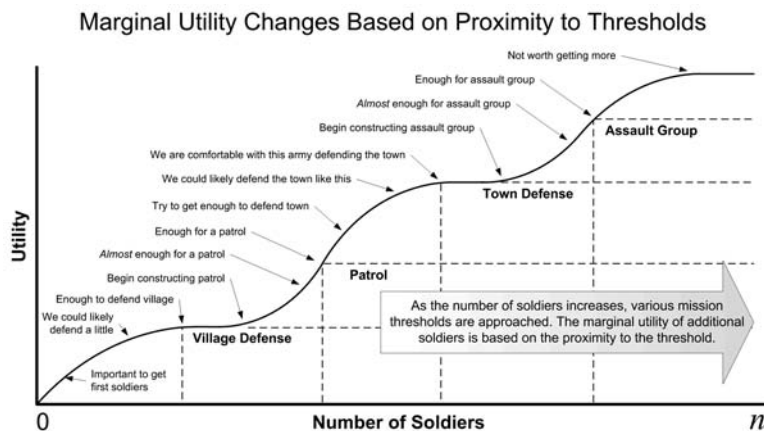 Marginal Utility Changes Based on Proximity to Thresholds
Not worth getting more
Enough for assault group
Almost enough for assault group
Begin constructing assault group
Assault Group
We are comfortable with this army defending the town
We could likely defend the town like this
Town Defense
Try to get enough to defend town
Enough for a patrol
Almost enough for a patrol
Begin constructing patrol
Patrol
Enough to defend village
We could likely
defend a little
Village Defense
Important to get
first soldiers
As the number of soldiers increases, various mission
thresholds are approached. The marginal utility of additional
soldiers is based on the proximity to the threshold.
Utility
0
Number of Soldiers
n